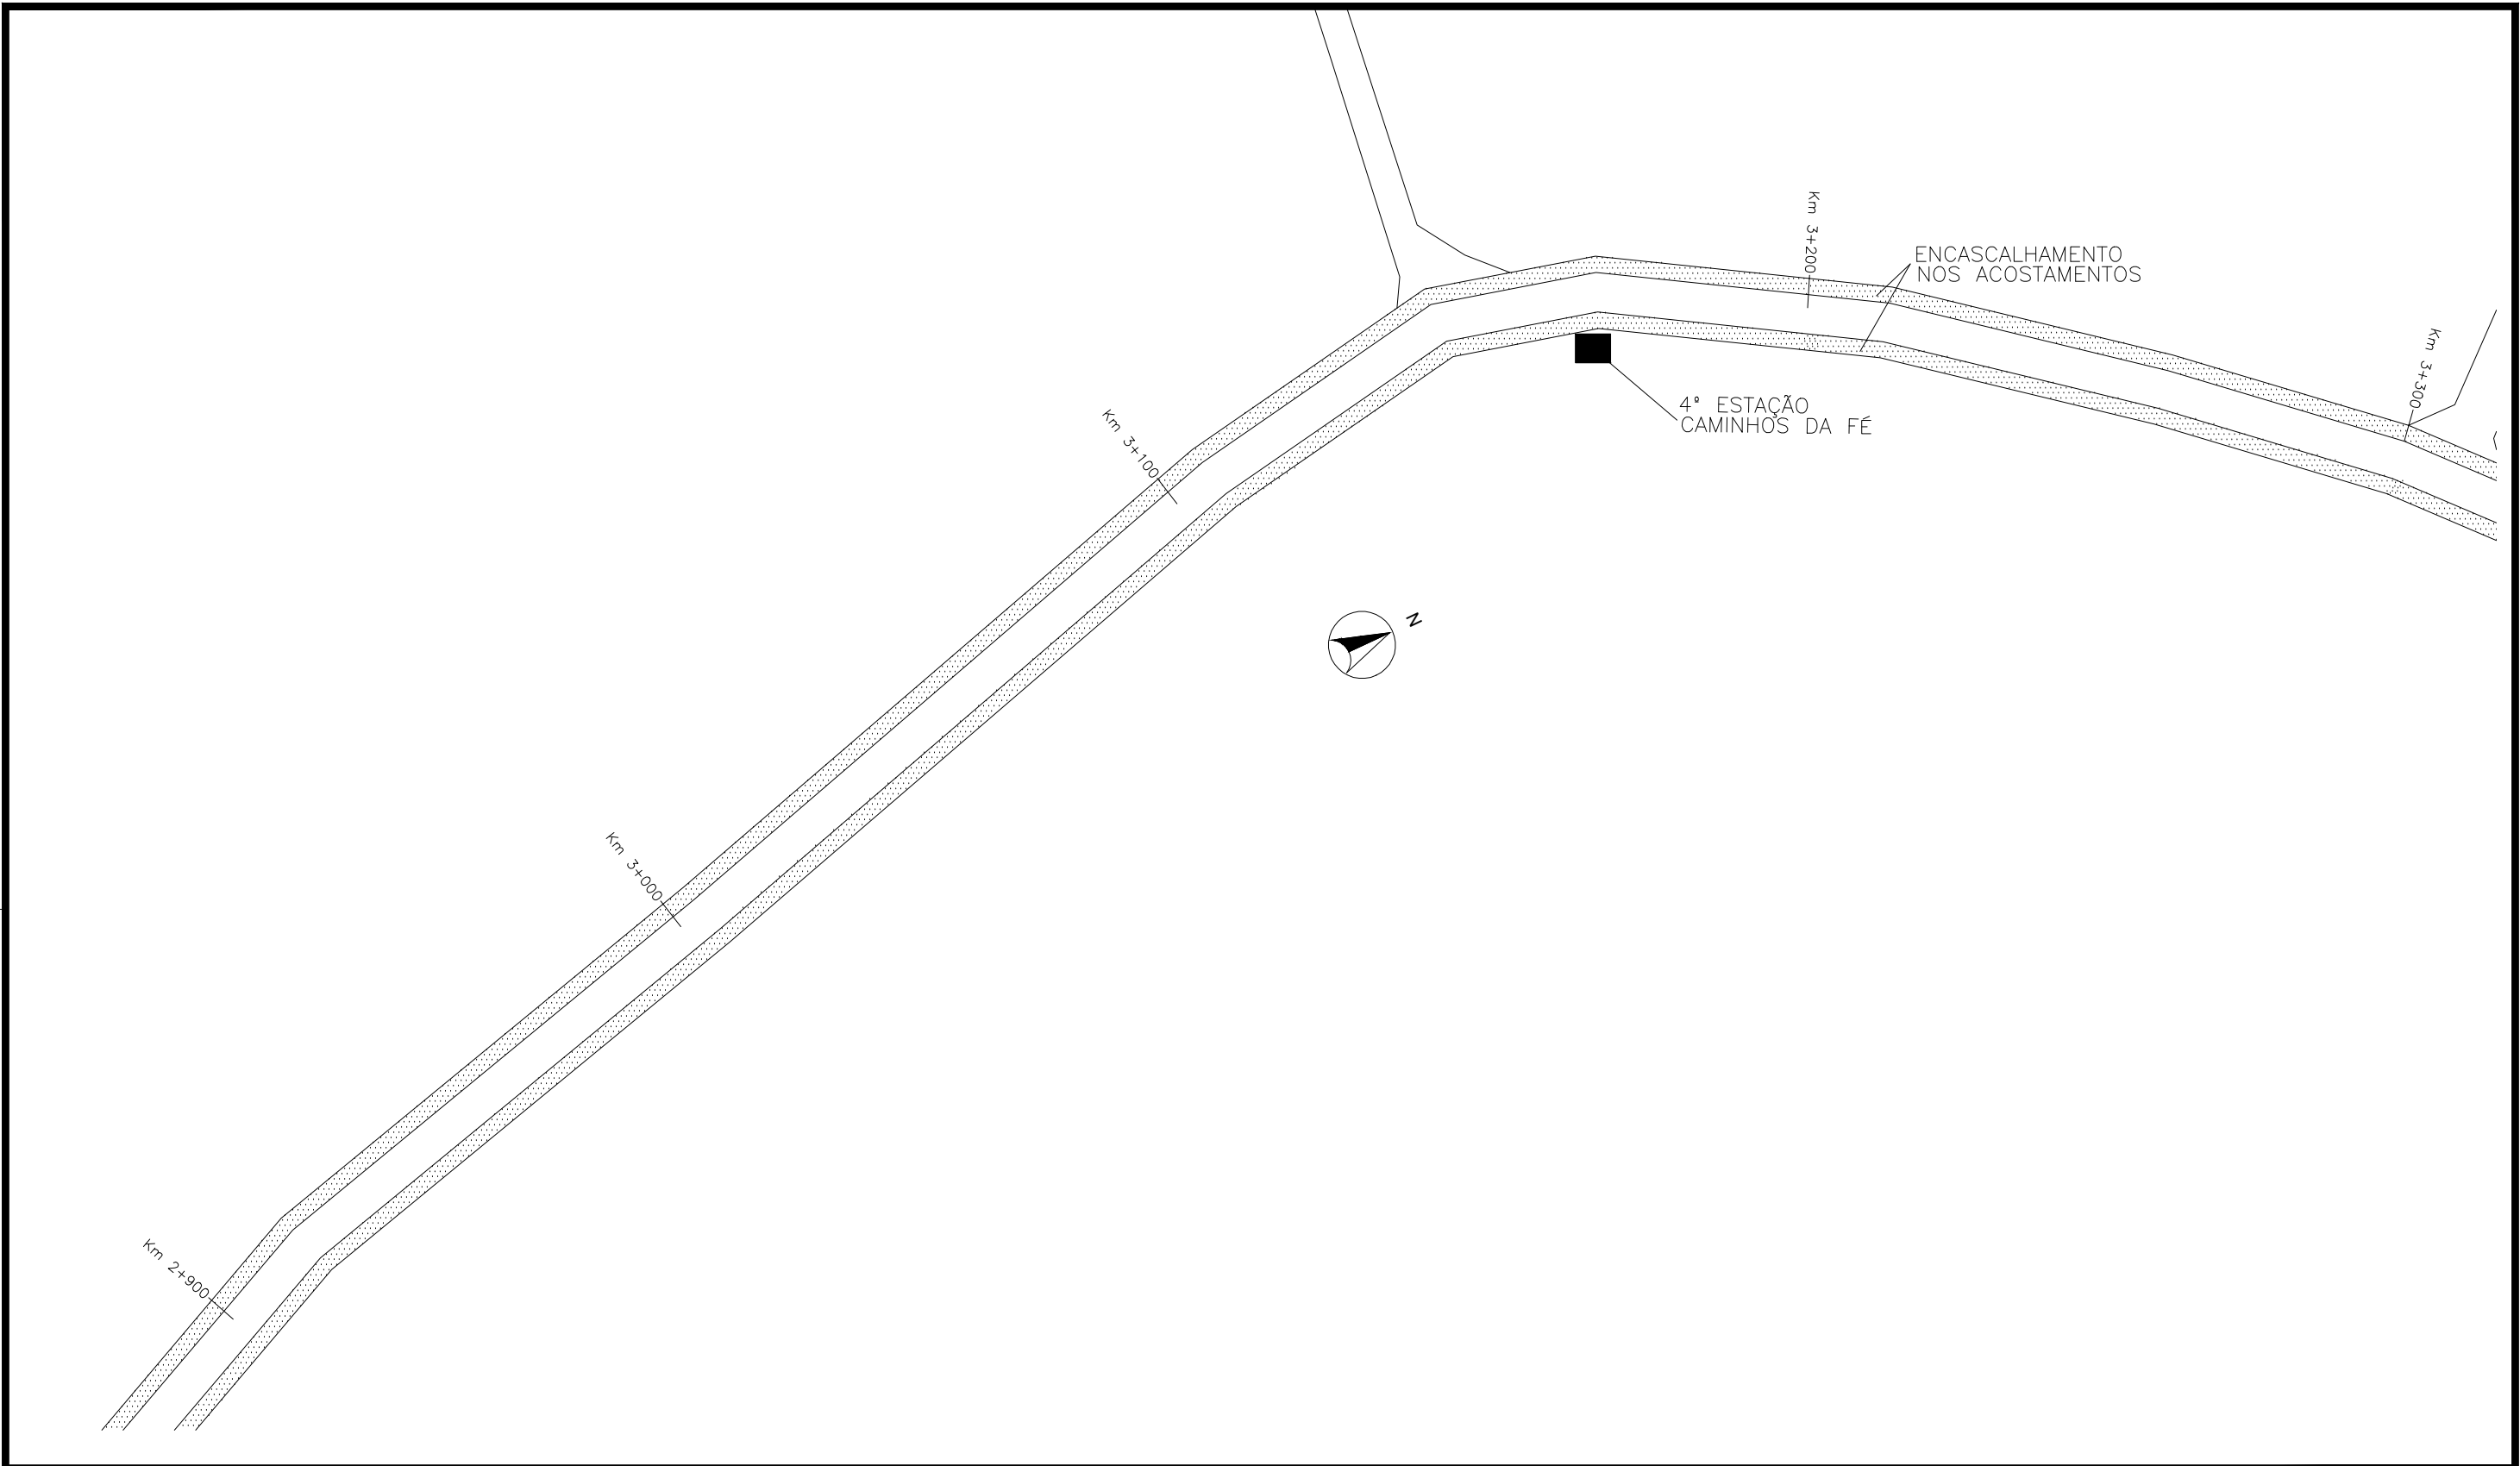 Km 3+200
ENCASCALHAMENTO
NOS ACOSTAMENTOS
Km 3+300
4ª ESTAÇÃO
CAMINHOS DA FÉ
Km 3+100
N
Km 3+000
Km 2+900